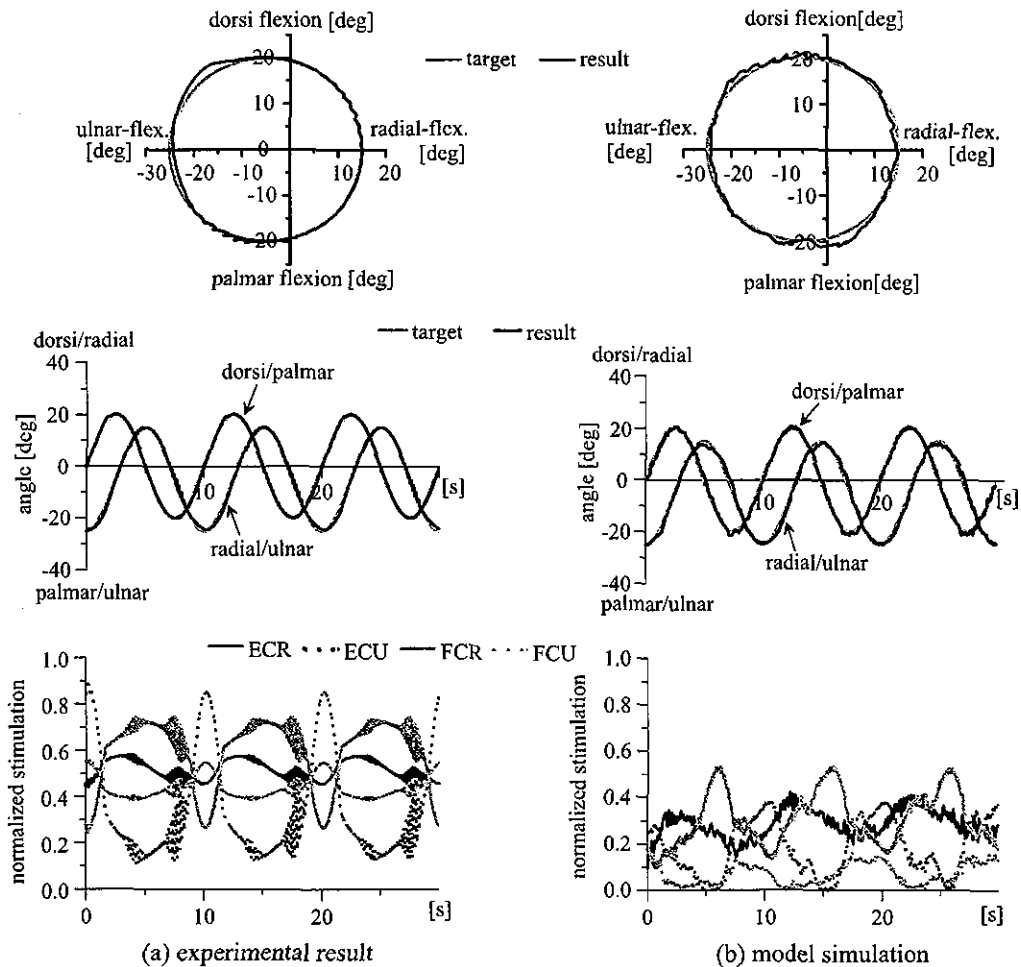 dorsi flexion [deg]
dorsi flexion[deg]
20
10
0
-10
-20
ulnar-flex.
[deg]
radial-flex.
[deg]
-30 -20 -10 10 20
palmar flexion [deg]
target result
20
10
0
-10
-20
ulnar-flex.
[deg]
radial-flex.
[deg]
-30 -20 -10 10 20
palmar flexion[deg]
target result
dorsi/radial
40
20
0
-20
-40
angle [deg]
dorsi/palmar
radial/ulnar
10 20 [s]
palmar/ulnar
dorsi/radial
40
20
0
-20
-40
angle [deg]
dorsi/palmar
radial/ulnar
10 20 [s]
palmar/ulnar
ECR ECU FCR FCU
1.0
0.8
0.6
0.4
0.2
0.0
normalized stimulation
0 10 20 [s]
(a) experimental result
1.0
0.8
0.6
0.4
0.2
0.0
normalized stimulation
0 10 20 [s]
(b) model simulation